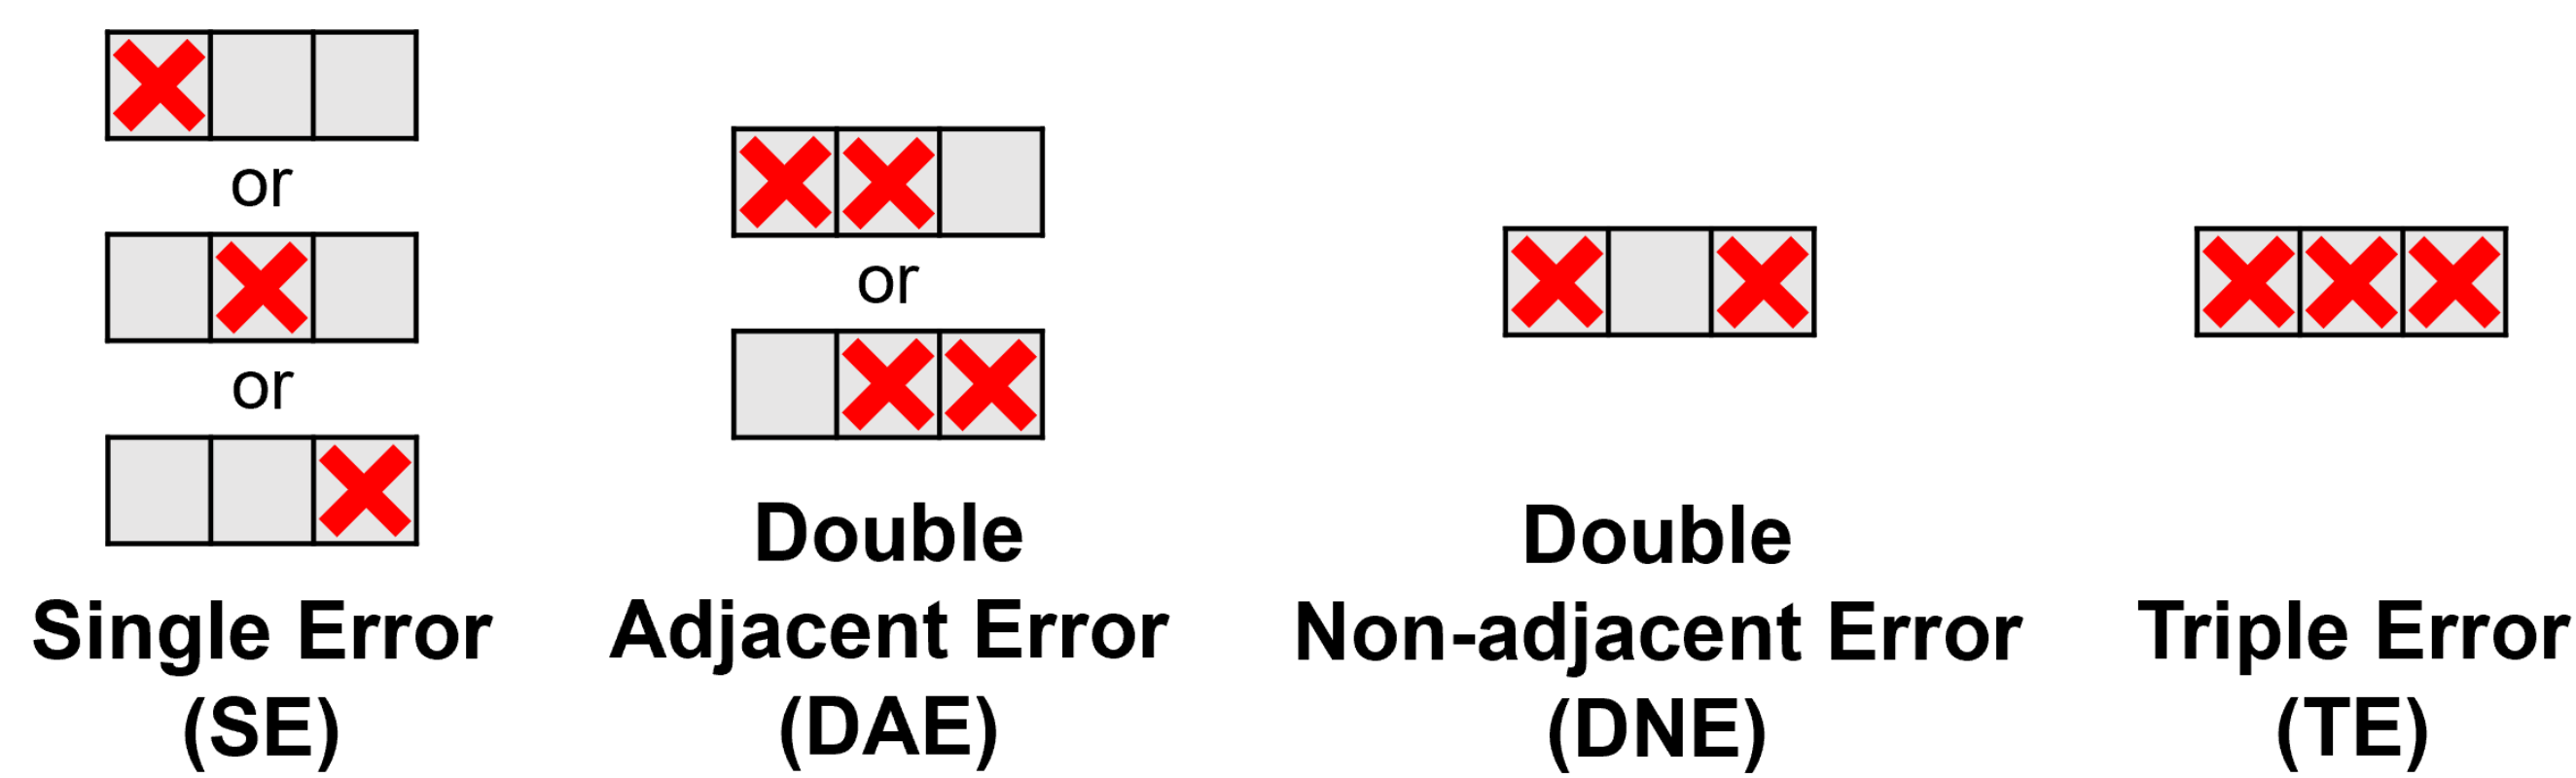 or
or
Single Error
(SE)
or
Double
Adjacent Error
(DAE)
Double
Non-adjacent Error
(DNE)
Triple Error
(TE)